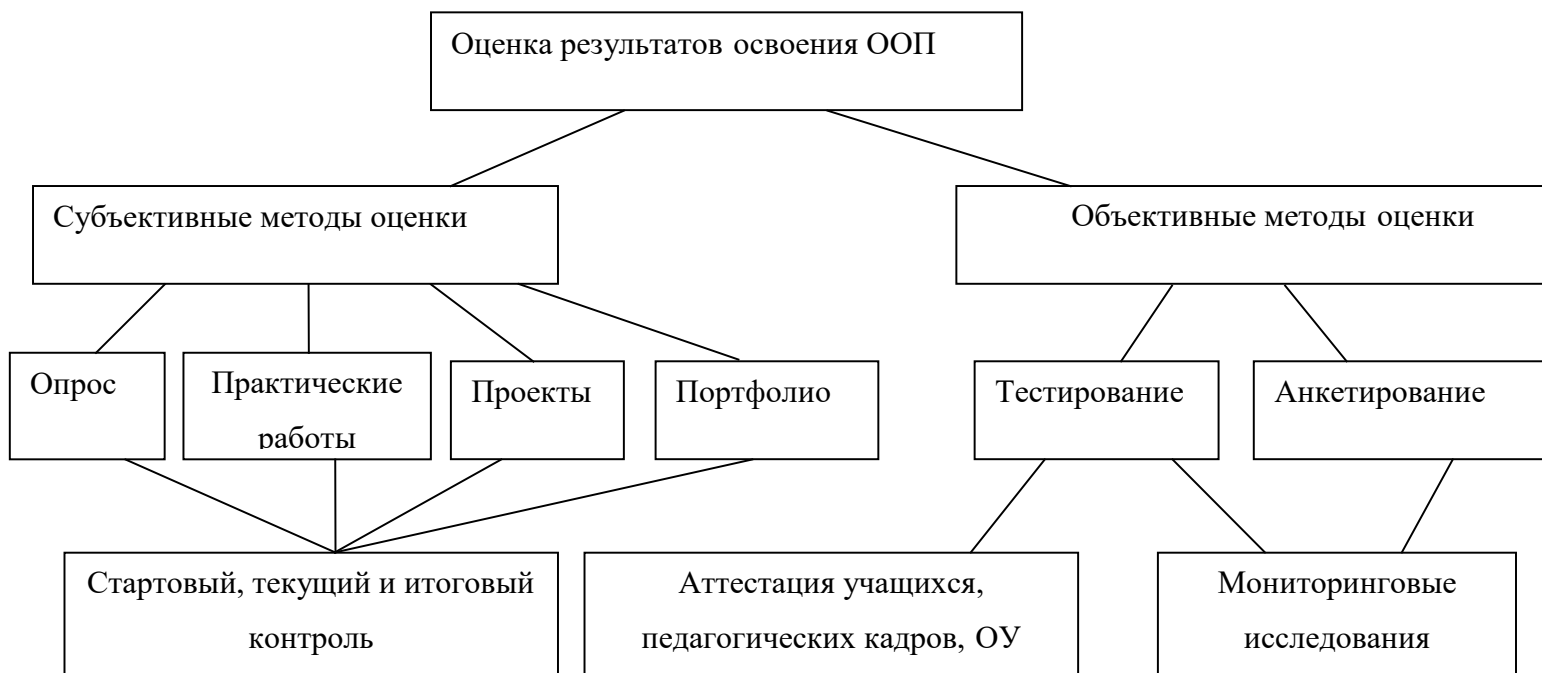 Оценка результатов освоения ООП
Субъективные методы оценки
Объективные методы оценки
Опрос
Практические
работы
Проекты
Портфолио
Тестирование
Анкетирование
Стартовый, текущий и итоговый
контроль
Аттестация учащихся,
педагогических кадров, ОУ
Мониторинговые
исследования